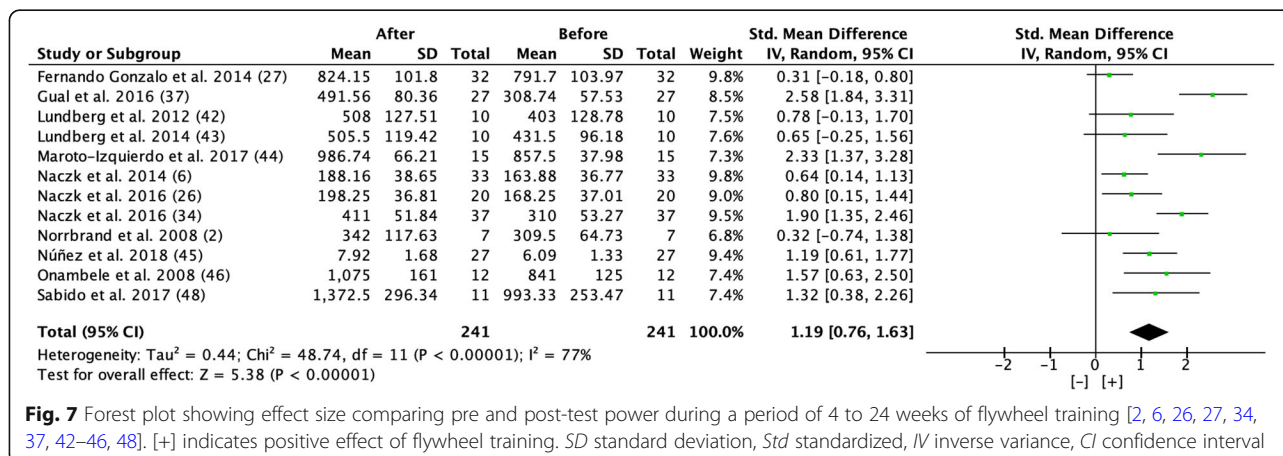 After Before Std. Mean Difference Std. Mean Difference
Study or Subgroup Mean SD Total Mean SD Total Weight IV, Random, 95% CI IV, Random, 95% CI
Fernando Gonzalo et al. 2014 (27) 824.15 101.8 32 791.7 103.97 32 9.8% 0.31 [−0.18, 0.80]
Gual et al. 2016 (37) 491.56 80.36 27 308.74 57.53 27 8.5% 2.58 [1.84, 3.31]
Lundberg et al. 2012 (42) 508 127.51 10 403 128.78 10 7.5% 0.78 [−0.13, 1.70]
Lundberg et al. 2014 (43) 505.5 119.42 10 431.5 96.18 10 7.6% 0.65 [−0.25, 1.56]
Maroto-Izquierdo et al. 2017 (44) 986.74 66.21 15 857.5 37.98 15 7.3% 2.33 [1.37, 3.28]
Naczk et al. 2014 (6) 188.16 38.65 33 163.88 36.77 33 9.8% 0.64 [0.14, 1.13]
Naczk et al. 2016 (26) 198.25 36.81 20 168.25 37.01 20 9.0% 0.80 [0.15, 1.44]
Naczk et al. 2016 (34) 411 51.84 37 310 53.27 37 9.5% 1.90 [1.35, 2.46]
Norrbrand et al. 2008 (2) 342 117.63 7 309.5 64.73 7 6.8% 0.32 [−0.74, 1.38]
Núñez et al. 2018 (45) 7.92 1.68 27 6.09 1.33 27 9.4% 1.19 [0.61, 1.77]
Onambele et al. 2008 (46) 1,075 161 12 841 125 12 7.4% 1.57 [0.63, 2.50]
Sabido et al. 2017 (48) 1,372.5 296.34 11 993.33 253.47 11 7.4% 1.32 [0.38, 2.26]
Total (95% CI) 241 241 100.0% 1.19 [0.76, 1.63]
Heterogeneity: Tau² = 0.44; Chi² = 48.74, df = 11 (P < 0.00001); I² = 77%
Test for overall effect: Z = 5.38 (P < 0.00001)
−2 −1 0 1 2
[−] [+]
Fig. 7 Forest plot showing effect size comparing pre and post-test power during a period of 4 to 24 weeks of flywheel training [2, 6, 26, 27, 34,
37, 42–46, 48]. [+] indicates positive effect of flywheel training. SD standard deviation, Std standardized, IV inverse variance, CI confidence interval